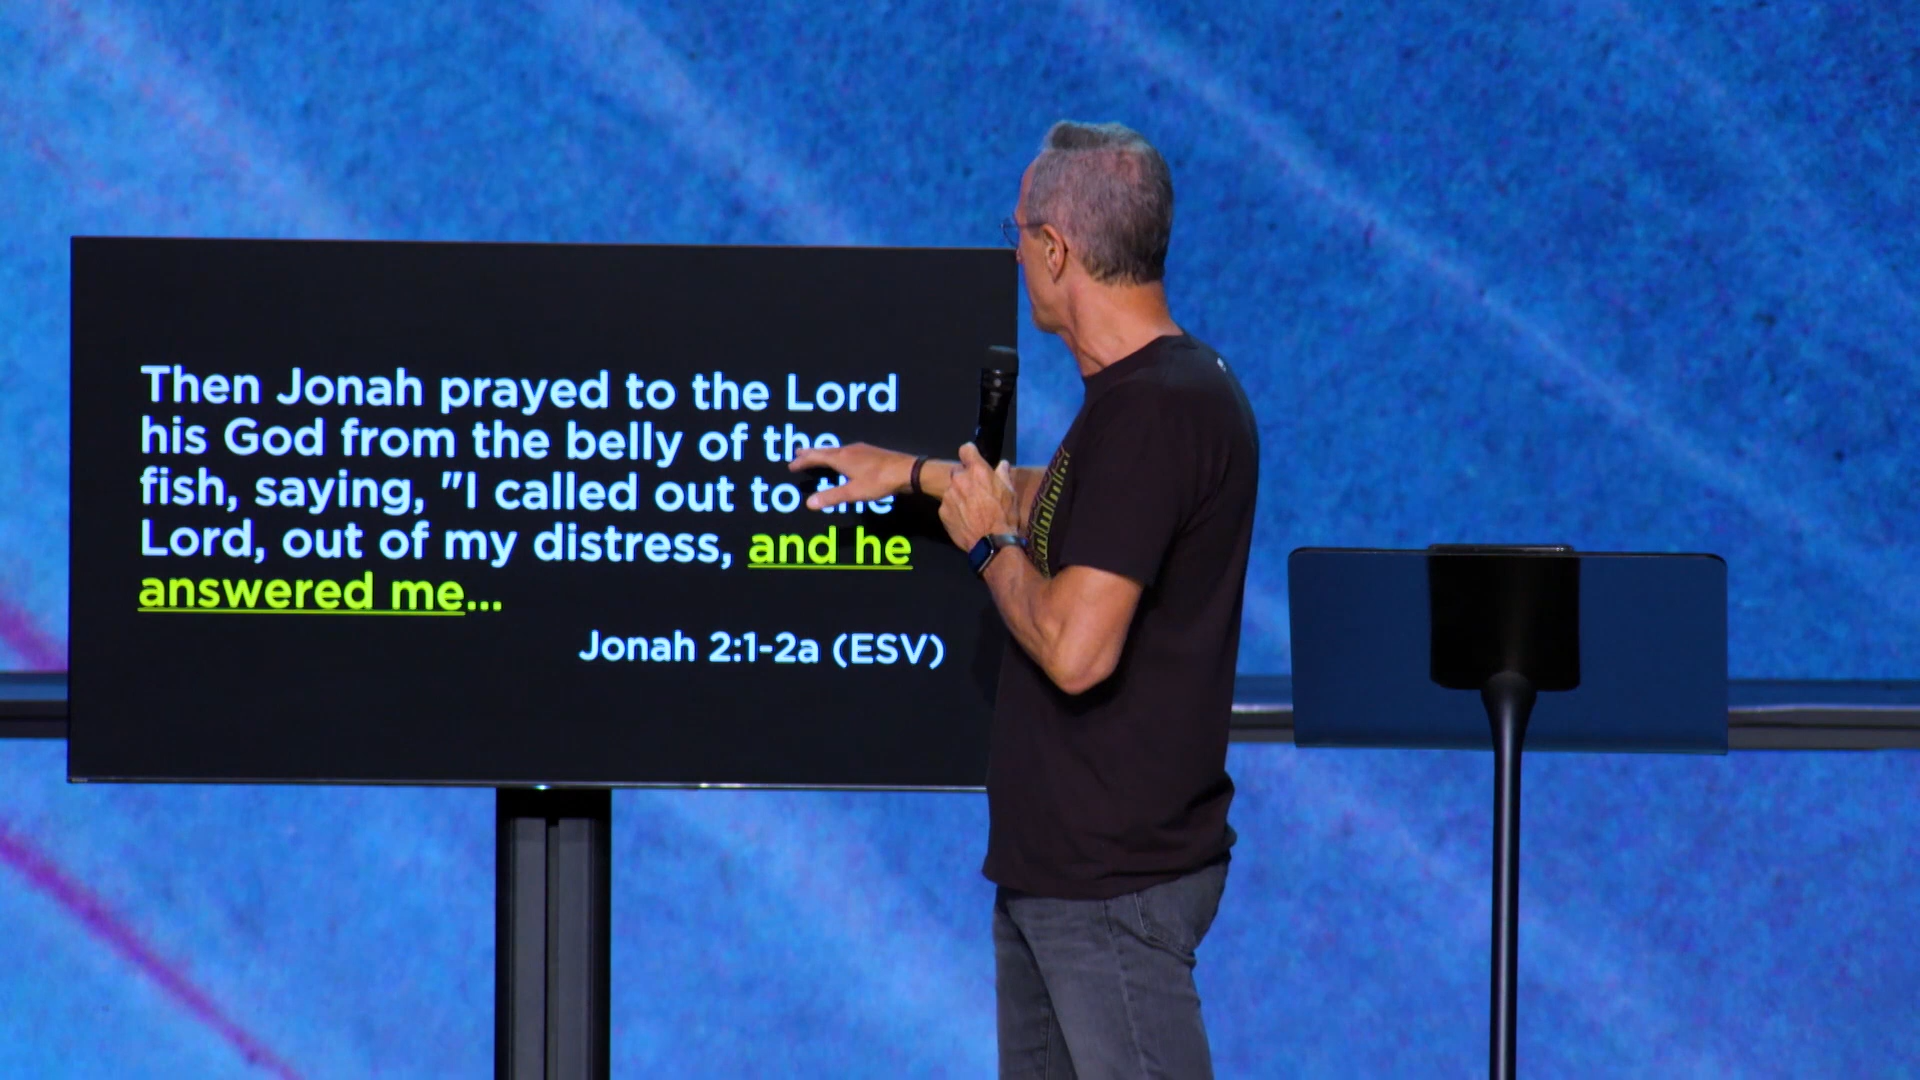 Then Jonah prayed to the Lord
his God from the belly of the
fish, saying, "I called out to the
Lord, out of my distress, and he
answered me...
Jonah 2:1-2a (ESV)